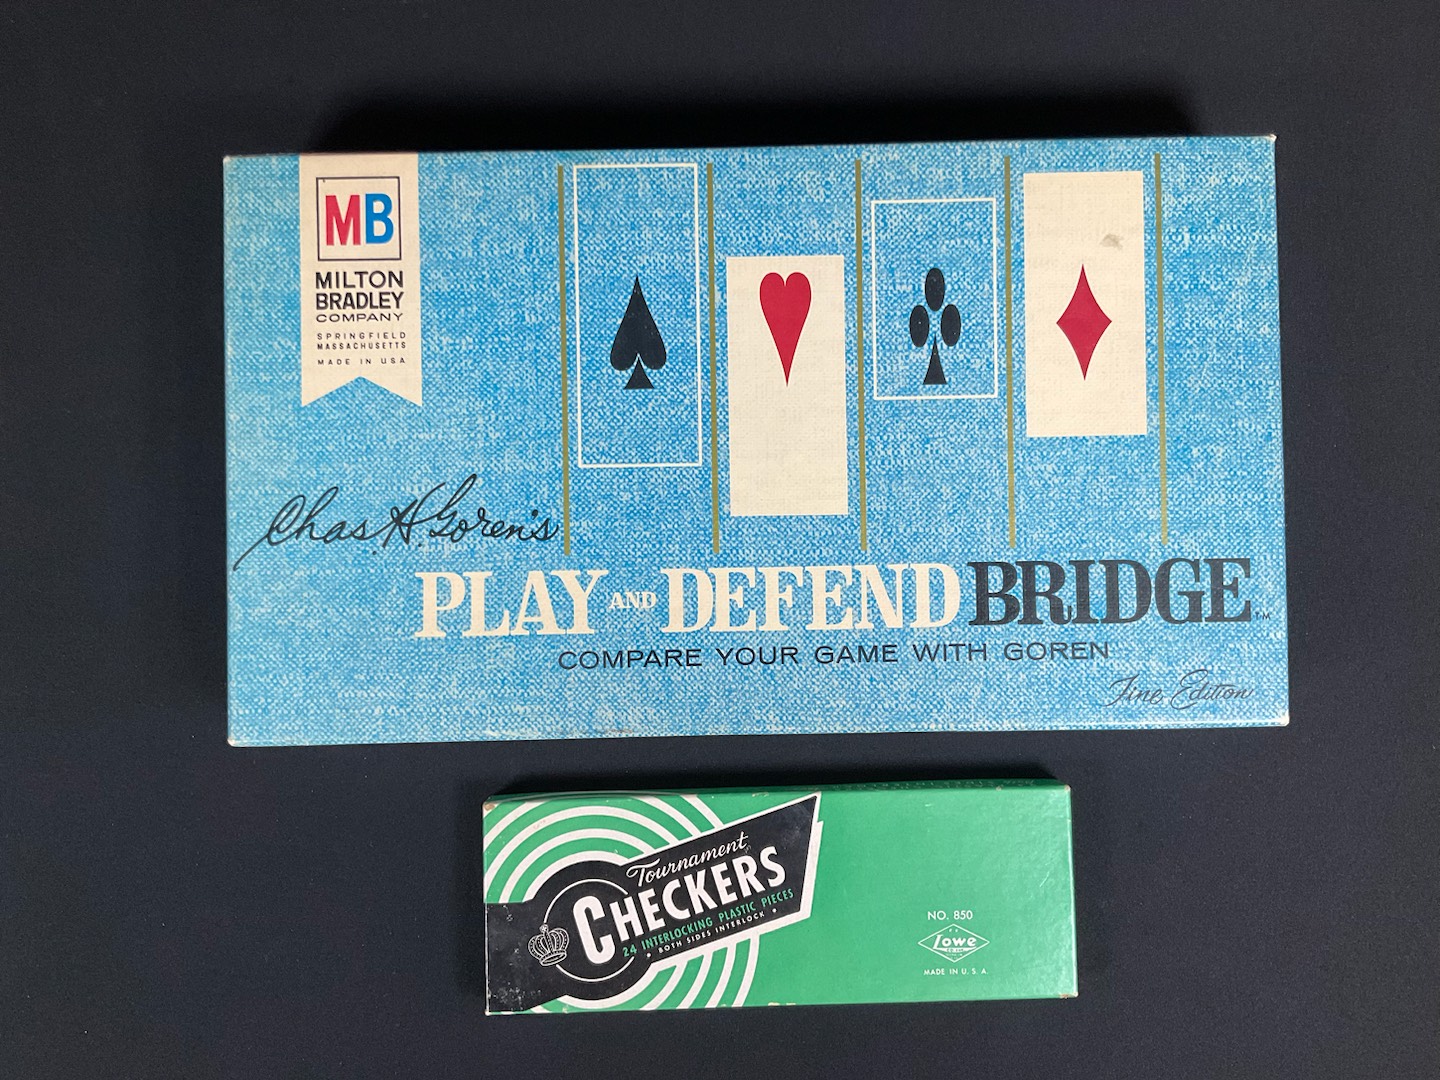 MB
MILTON
BRADLEY
COMPANY
SPRINGFIELD
MASSACHUSETTS
MADE IN USA
Chas. H. Goren's
PLAY AND DEFEND BRIDGE™
COMPARE YOUR GAME WITH GOREN
Fine Edition
Tournament
CHECKERS
24 INTERLOCKING PLASTIC PIECES
• BOTH SIDES INTERLOCK •
NO. 850
Lowe
MADE IN U.S.A.